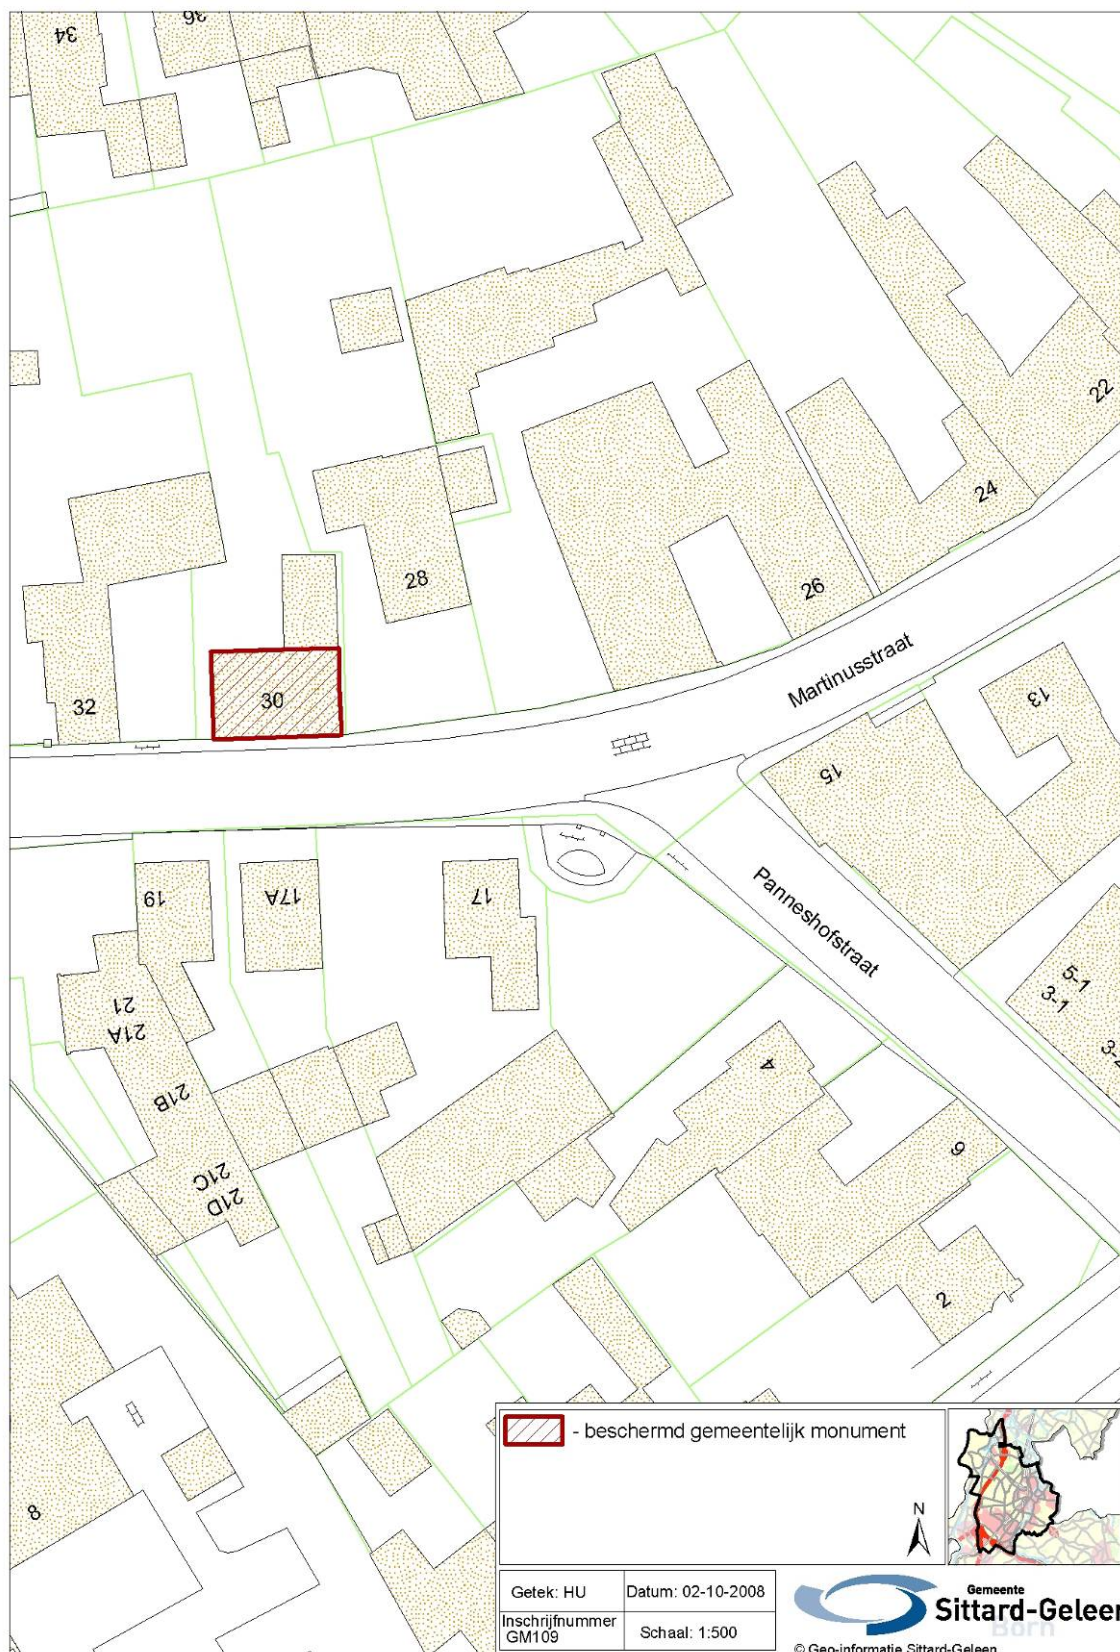 34
36
22
24
28
26
30
32
Martinusstraat
13
15
19
17A
17
Panneshofstraat
5-1
3-1
21
21A
21B
21C
21D
4
2
8
- beschermd gemeentelijk monument
N
Getek: HU
Datum: 02-10-2008
Inschrijfnummer
GM109
Schaal: 1:500
Gemeente
Sittard-Geleen
Born
© Geo-informatie Sittard-Geleen